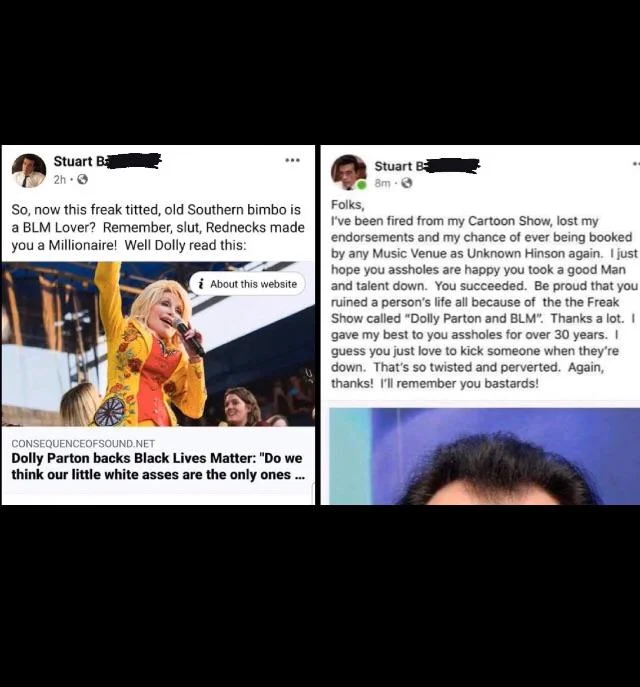 Stuart B
2h
So, now this freak titted, old Southern bimbo is
a BLM Lover? Remember, slut, Rednecks made
you a Millionaire! Well Dolly read this:
i About this website
CONSEQUENCEOFSOUND.NET
Dolly Parton backs Black Lives Matter: "Do we
think our little white asses are the only ones ...
Stuart B
8m
Folks,
I've been fired from my Cartoon Show, lost my
endorsements and my chance of ever being booked
by any Music Venue as Unknown Hinson again. I just
hope you assholes are happy you took a good Man
and talent down. You succeeded. Be proud that you
ruined a person's life all because of the the Freak
Show called "Dolly Parton and BLM". Thanks a lot. I
gave my best to you assholes for over 30 years. I
guess you just love to kick someone when they're
down. That's so twisted and perverted. Again,
thanks! I'll remember you bastards!